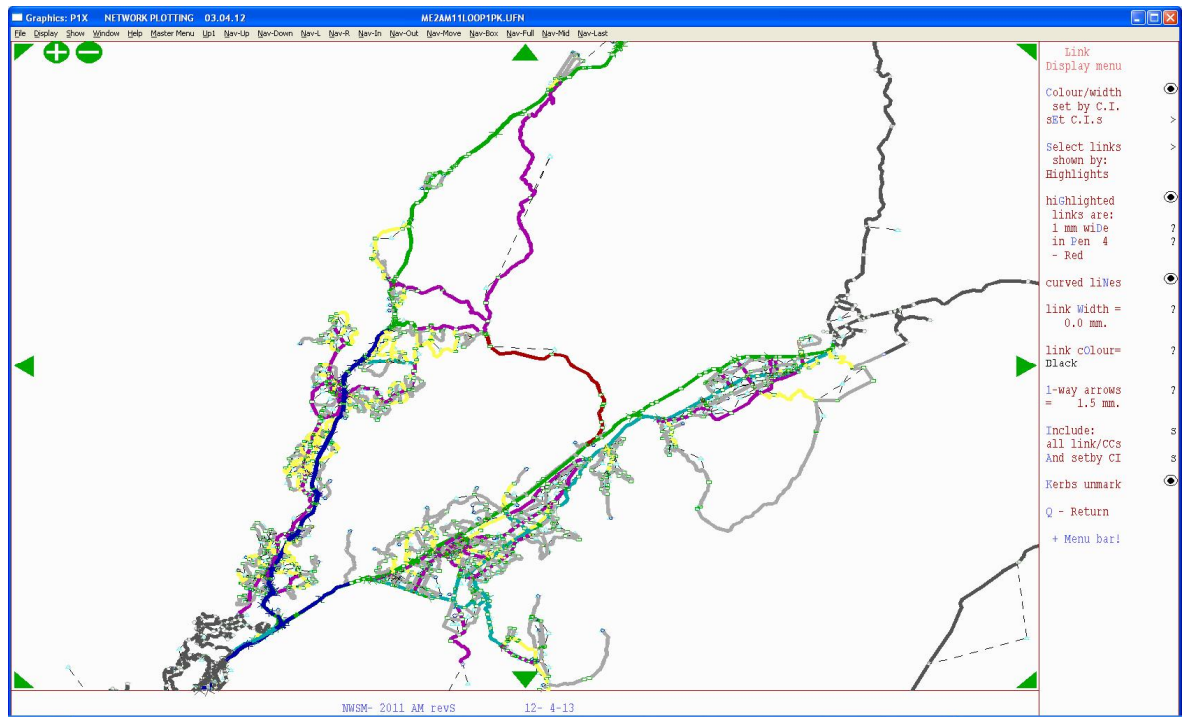 Graphics: P1X NETWORK PLOTTING 03.04.12 ME2AM11LOOP1PK.UFN
File Display Show Window Help Master Menu Up1 Nav-Up Nav-Down Nav-L Nav-R Nav-In Nav-Out Nav-Move Nav-Box Nav-Full Nav-Mid Nav-Last
Link
Display menu
Colour/width
set by C.I.
sEt C.I.s >
Select links >
shown by:
Highlights
hiGhlighted
links are:
1 mm wiDe ?
in Pen 4 ?
- Red
curved liNes
link Width = ?
0.0 mm.
link cOlour= ?
Black
1-way arrows ?
= 1.5 mm.
Include: s
all link/CCs
And setby CI s
Kerbs unmark
Q - Return
+ Menu bar!
NWSM- 2011 AM revS 12- 4-13